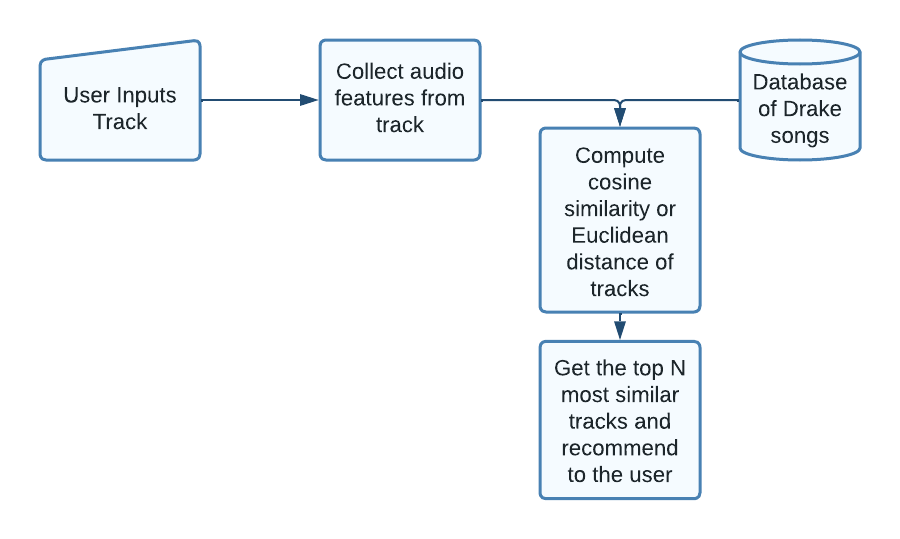 User Inputs
Track
Collect audio
features from
track
Database
of Drake
songs
Compute
cosine
similarity or
Euclidean
distance of
tracks
Get the top N
most similar
tracks and
recommend
to the user